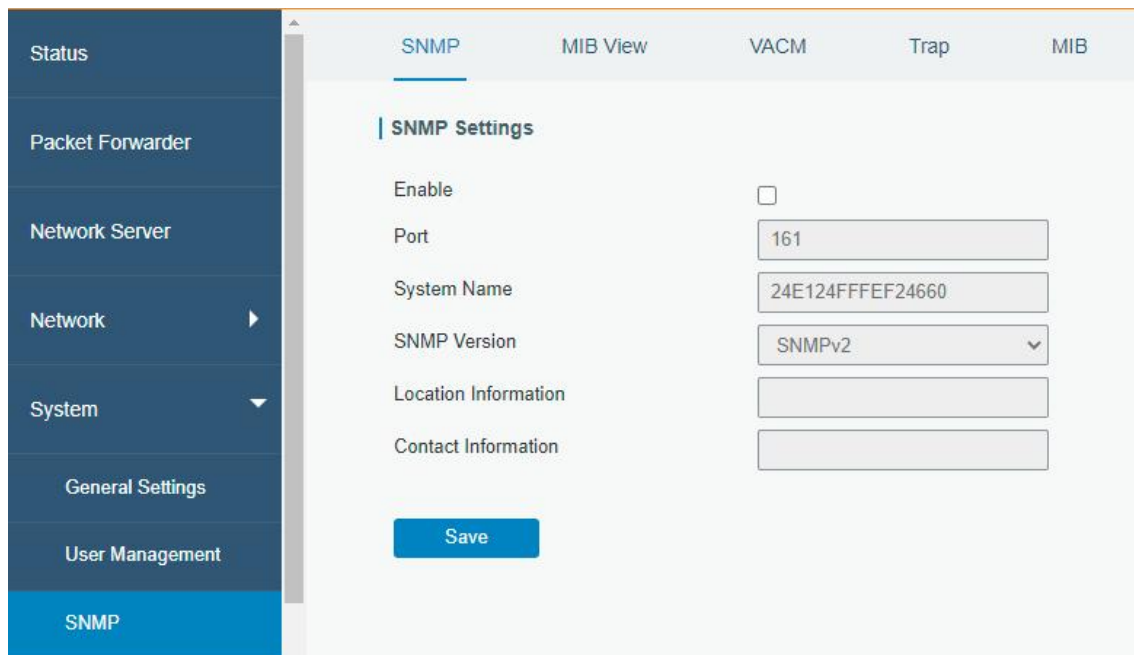 Status
Packet Forwarder
Network Server
Network
System
General Settings
User Management
SNMP
SNMP MIB View VACM Trap MIB
SNMP Settings
Enable
Port 161
System Name 24E124FFFEF24660
SNMP Version SNMPv2
Location Information
Contact Information
Save